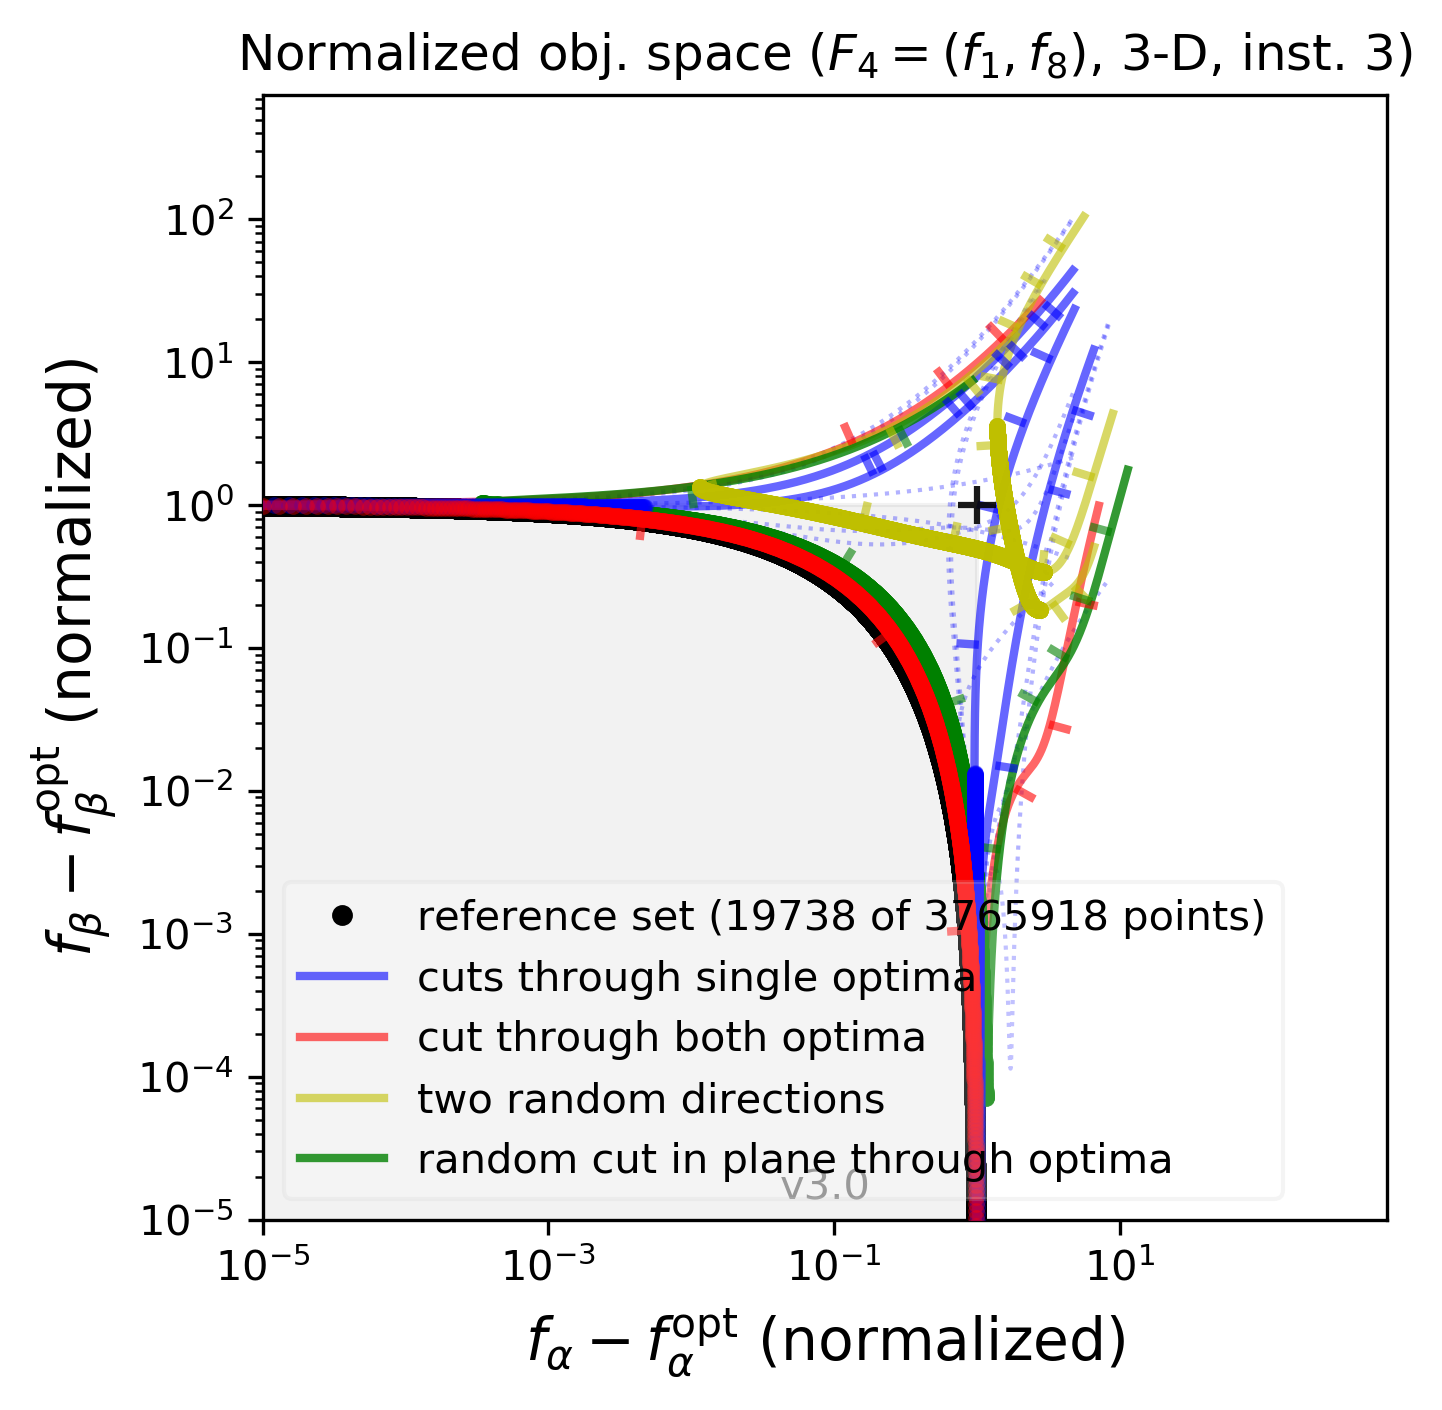 Normalized obj. space (F₄ = (f₁, f₈), 3-D, inst. 3)
10²
10¹
10⁰
10⁻¹
10⁻²
10⁻³
10⁻⁴
10⁻⁵
f_β − f_β^opt (normalized)
reference set (19738 of 3765918 points)
cuts through single optima
cut through both optima
two random directions
random cut in plane through optima
v3.0
10⁻⁵ 10⁻³ 10⁻¹ 10¹
f_α − f_α^opt (normalized)